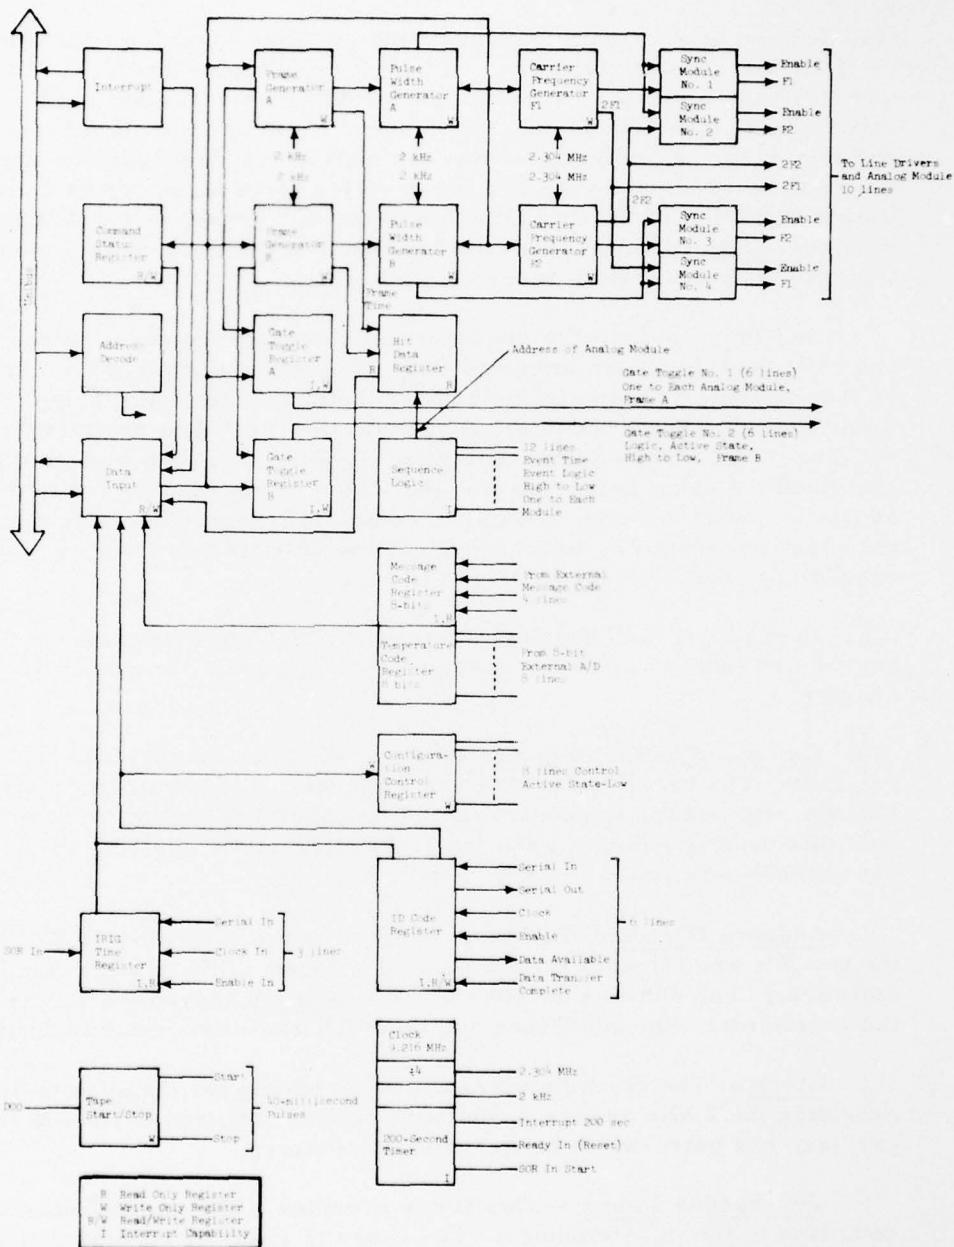 Interrupt
Frame
Generator
A
W
Pulse
Width
Generator
A
W
Carrier
Frequency
Generator
F1
W
2F1
Sync
Module
No. 1
Enable
F1
Sync
Module
No. 2
Enable
F2
2 kHz
2 kHz
2 kHz
2 kHz
2.304 MHz
2.304 MHz
2F2
2F2
2F1
To Line Drivers
and Analog Module
10 lines
Command
Status
Register
R/W
Frame
Generator
B
W
Pulse
Width
Generator
B
W
Carrier
Frequency
Generator
F2
W
Sync
Module
No. 3
Enable
F2
Sync
Module
No. 4
Enable
F1
Frame
Time
Address
Decode
Gate
Toggle
Register
A
I,W
Hit
Data
Register
R
R
Address of Analog Module
Gate Toggle No. 1 (6 lines)
One to Each Analog Module,
Frame A
Gate Toggle No. 2 (6 lines)
Logic, Active State,
High to Low, Frame B
Data
Input
R/W
Gate
Toggle
Register
B
I,W
Sequence
Logic
I
12 lines
Event Time
Event Logic
High to Low
One to Each
Module
Message
Code
Register
8-bits
I,R
From External
Message Code
4 lines
Temperature
Code
Register
8 bits
From 8-bit
External A/D
8 lines
W
Configura-
tion
Control
Register
W
8 lines Control
Active State-Low
ID Code
Register
I,R/W
Serial In
Serial Out
Clock
Enable
Data Available
Data Transfer
Complete
6 lines
SOR In
IRIG
Time
Register
I,R
Serial In
Clock In
Enable In
3 lines
Clock
9.216 MHz
÷4
200-Second
Timer
I
2.304 MHz
2 kHz
Interrupt 200 sec
Ready In (Reset)
SOR In Start
DOO
Tape
Start/Stop
W
Start
Stop
40-millisecond
Pulses
R Read Only Register
W Write Only Register
R/W Read/Write Register
I Interrupt Capability